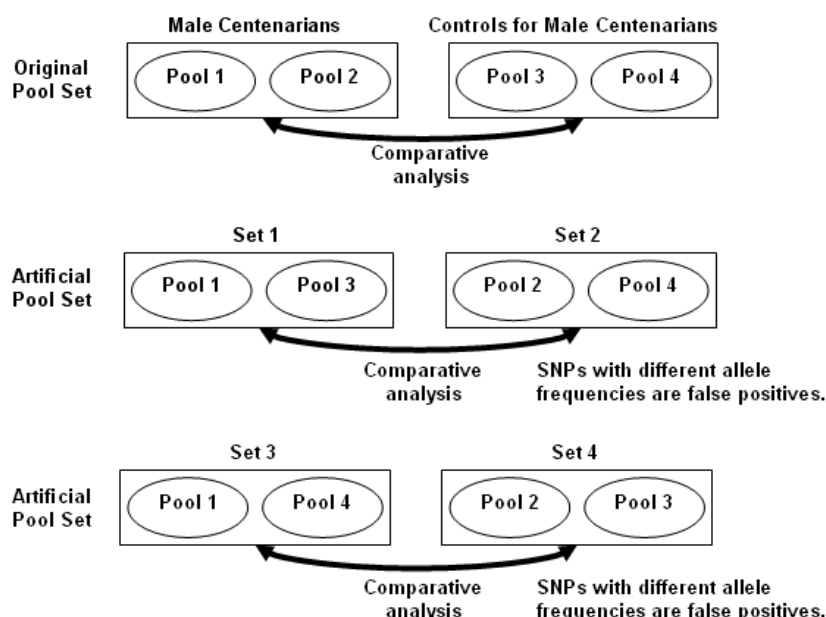 Male Centenarians
Controls for Male Centenarians
Original
Pool Set
Pool 1
Pool 2
Pool 3
Pool 4
Comparative
analysis
Set 1
Set 2
Artificial
Pool Set
Pool 1
Pool 3
Pool 2
Pool 4
Comparative
analysis
SNPs with different allele
frequencies are false positives.
Set 3
Set 4
Artificial
Pool Set
Pool 1
Pool 4
Pool 2
Pool 3
Comparative
analysis
SNPs with different allele
frequencies are false positives.